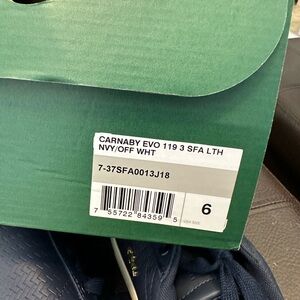 CARNABY EVO 119 3 SFA LTH
NVY/OFF WHT
7-37SFA0013J18
7 55722 84359 5
6